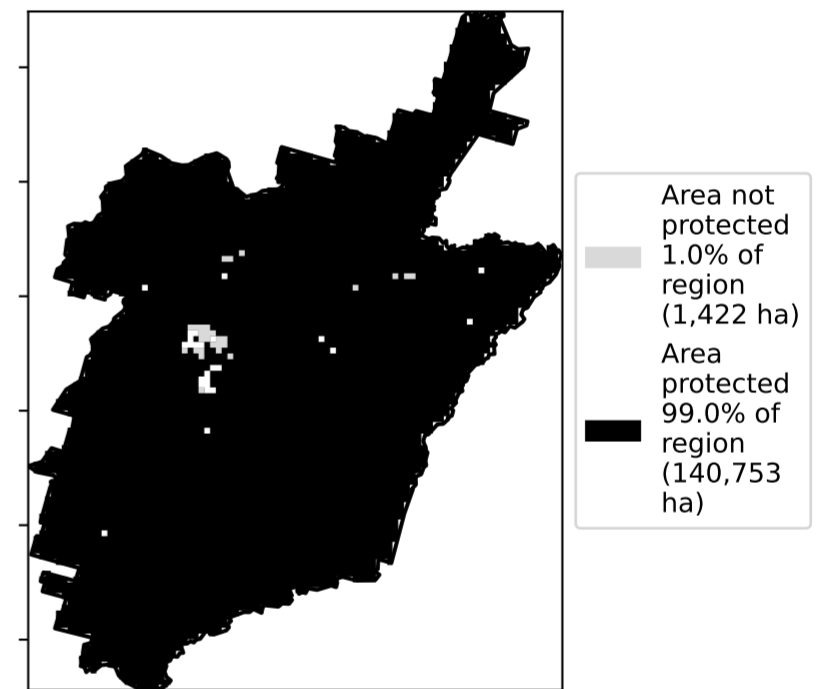 Area not
protected
1.0% of
region
(1,422 ha)
Area
protected
99.0% of
region
(140,753
ha)